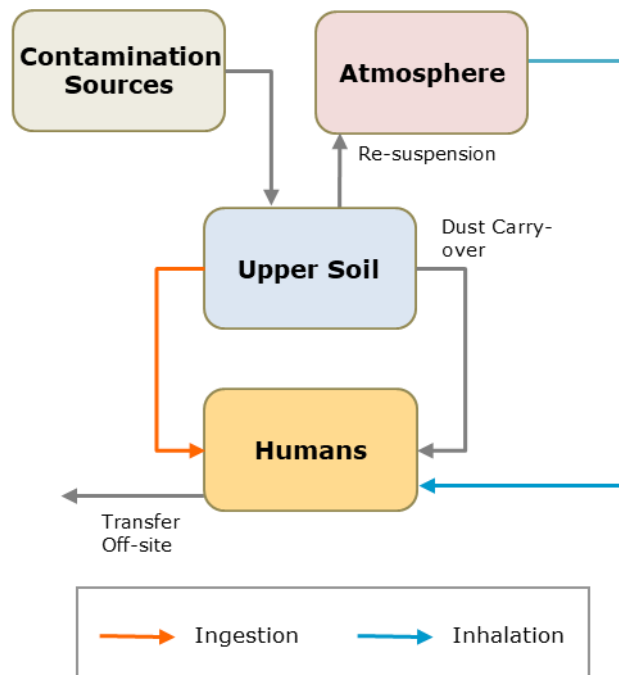 Contamination
Sources
Atmosphere
Re-suspension
Dust Carry-
over
Upper Soil
Humans
Transfer
Off-site
Ingestion
Inhalation